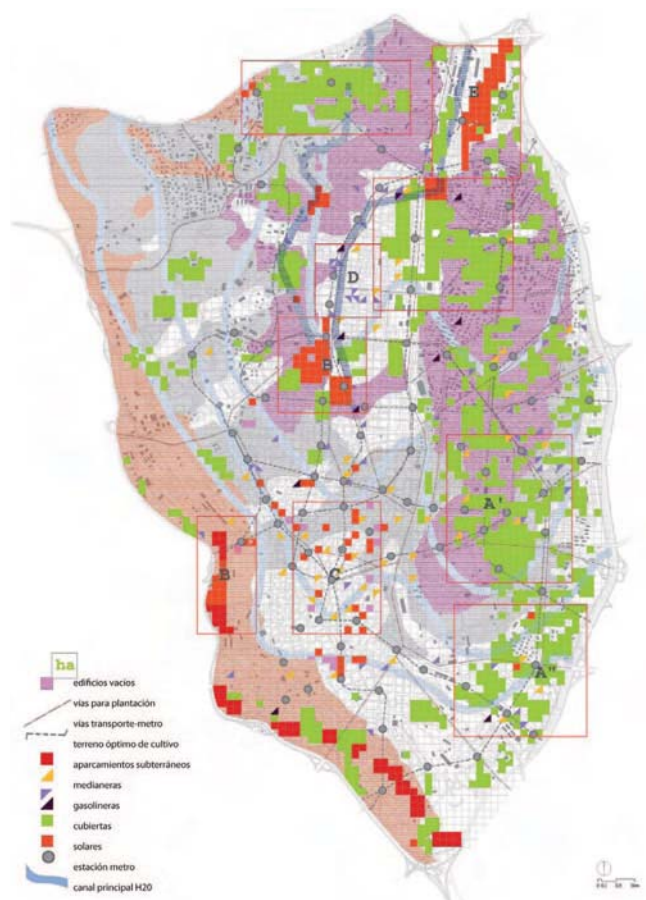 E
D
B
A'
B'
C
A''
ha
edificios vacíos
vías para plantación
vías transporte-metro
terreno óptimo de cultivo
aparcamientos subterráneos
medianeras
gasolineras
cubiertas
solares
estación metro
canal principal H20